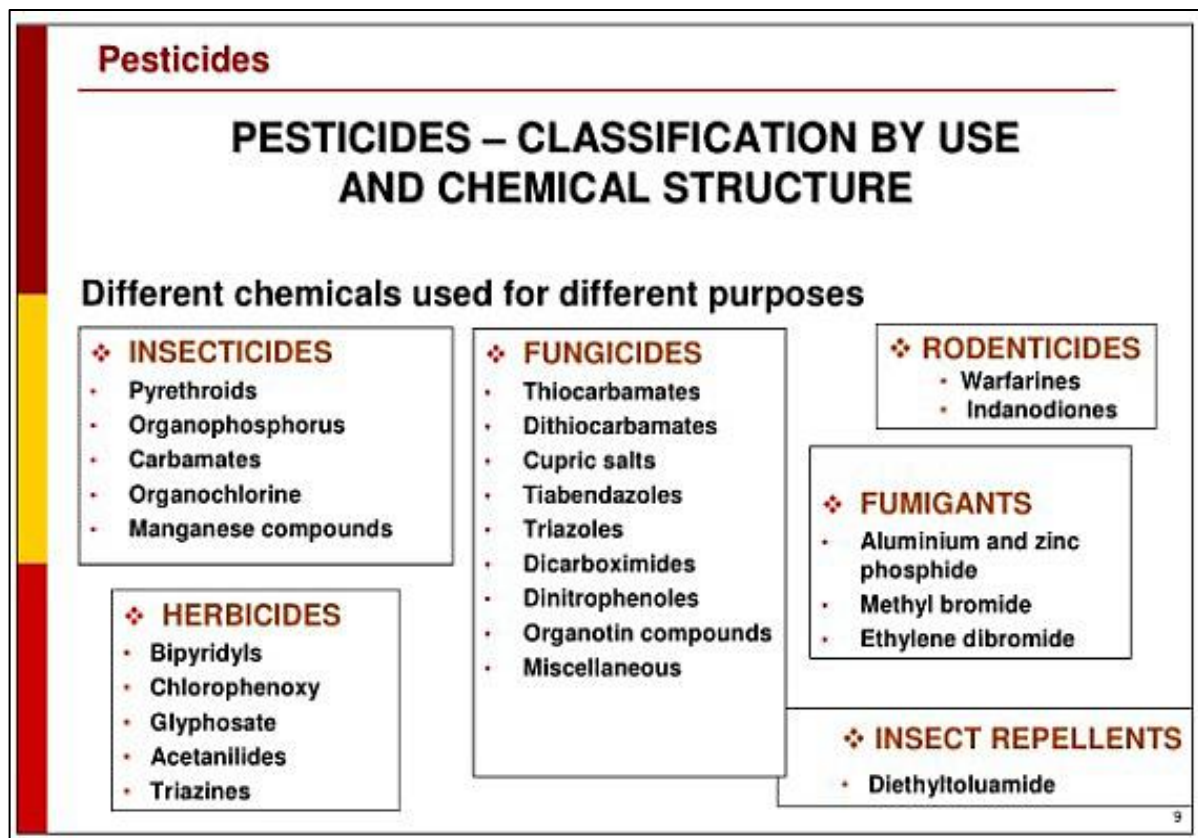 Pesticides
PESTICIDES – CLASSIFICATION BY USE
AND CHEMICAL STRUCTURE
Different chemicals used for different purposes
❖ INSECTICIDES
• Pyrethroids
• Organophosphorus
• Carbamates
• Organochlorine
• Manganese compounds
❖ HERBICIDES
• Bipyridyls
• Chlorophenoxy
• Glyphosate
• Acetanilides
• Triazines
❖ FUNGICIDES
• Thiocarbamates
• Dithiocarbamates
• Cupric salts
• Tiabendazoles
• Triazoles
• Dicarboximides
• Dinitrophenoles
• Organotin compounds
• Miscellaneous
❖ RODENTICIDES
• Warfarines
• Indanodiones
❖ FUMIGANTS
• Aluminium and zinc
phosphide
• Methyl bromide
• Ethylene dibromide
❖ INSECT REPELLENTS
• Diethyltoluamide
9